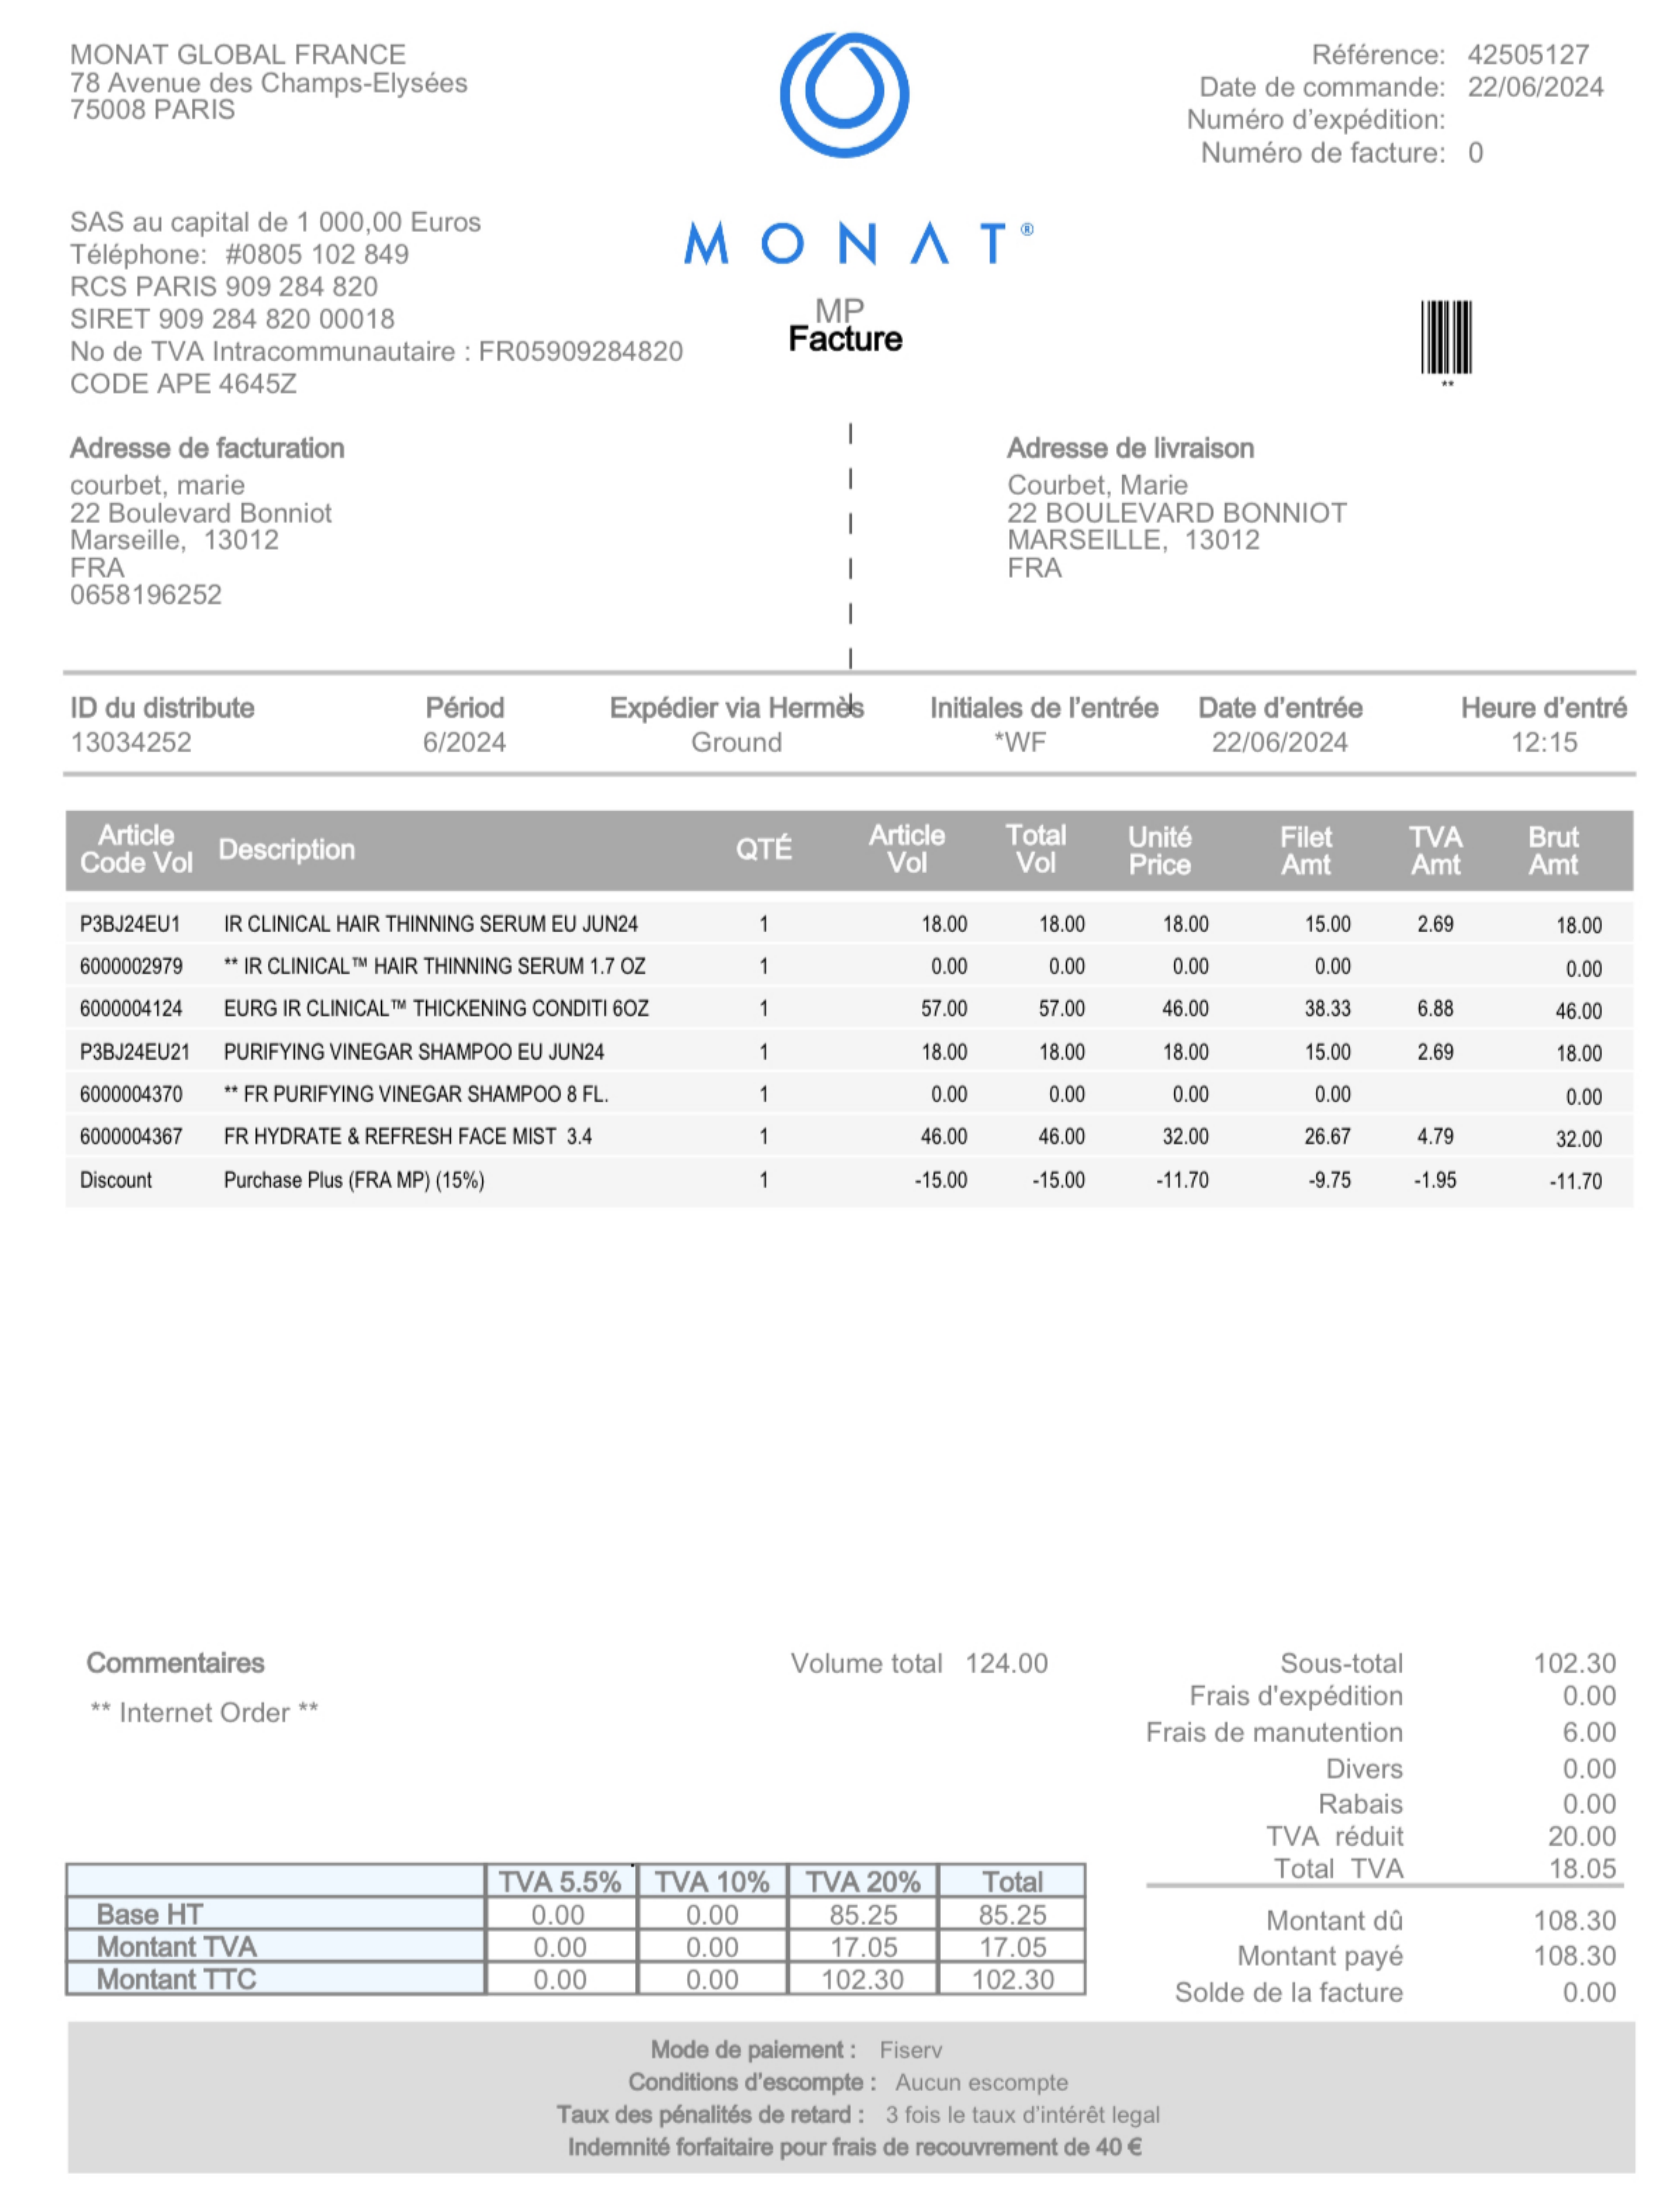 MONAT GLOBAL FRANCE
78 Avenue des Champs-Elysées
75008 PARIS
Référence: 42505127
Date de commande: 22/06/2024
Numéro d'expédition:
Numéro de facture: 0
SAS au capital de 1 000,00 Euros
Téléphone: #0805 102 849
RCS PARIS 909 284 820
SIRET 909 284 820 00018
No de TVA Intracommunautaire : FR05909284820
CODE APE 4645Z
MONAT®
MP
Facture
**
Adresse de facturation
courbet, marie
22 Boulevard Bonniot
Marseille, 13012
FRA
0658196252
Adresse de livraison
Courbet, Marie
22 BOULEVARD BONNIOT
MARSEILLE, 13012
FRA
ID du distribute Périod Expédier via Hermès Initiales de l'entrée Date d'entrée Heure d'entré
13034252 6/2024 Ground *WF 22/06/2024 12:15
Article Code Vol Description QTÉ Article Vol Total Vol Unité Price Filet Amt TVA Amt Brut Amt
P3BJ24EU1 IR CLINICAL HAIR THINNING SERUM EU JUN24 1 18.00 18.00 18.00 15.00 2.69 18.00
6000002979 ** IR CLINICAL™ HAIR THINNING SERUM 1.7 OZ 1 0.00 0.00 0.00 0.00 0.00
6000004124 EURG IR CLINICAL™ THICKENING CONDITI 6OZ 1 57.00 57.00 46.00 38.33 6.88 46.00
P3BJ24EU21 PURIFYING VINEGAR SHAMPOO EU JUN24 1 18.00 18.00 18.00 15.00 2.69 18.00
6000004370 ** FR PURIFYING VINEGAR SHAMPOO 8 FL. 1 0.00 0.00 0.00 0.00 0.00
6000004367 FR HYDRATE & REFRESH FACE MIST 3.4 1 46.00 46.00 32.00 26.67 4.79 32.00
Discount Purchase Plus (FRA MP) (15%) 1 -15.00 -15.00 -11.70 -9.75 -1.95 -11.70
Commentaires
** Internet Order **
Volume total 124.00
Sous-total 102.30
Frais d'expédition 0.00
Frais de manutention 6.00
Divers 0.00
Rabais 0.00
TVA réduit 20.00
Total TVA 18.05
Montant dû 108.30
Montant payé 108.30
Solde de la facture 0.00
TVA 5.5% TVA 10% TVA 20% Total
Base HT 0.00 0.00 85.25 85.25
Montant TVA 0.00 0.00 17.05 17.05
Montant TTC 0.00 0.00 102.30 102.30
Mode de paiement : Fiserv
Conditions d'escompte : Aucun escompte
Taux des pénalités de retard : 3 fois le taux d'intérêt legal
Indemnité forfaitaire pour frais de recouvrement de 40 €